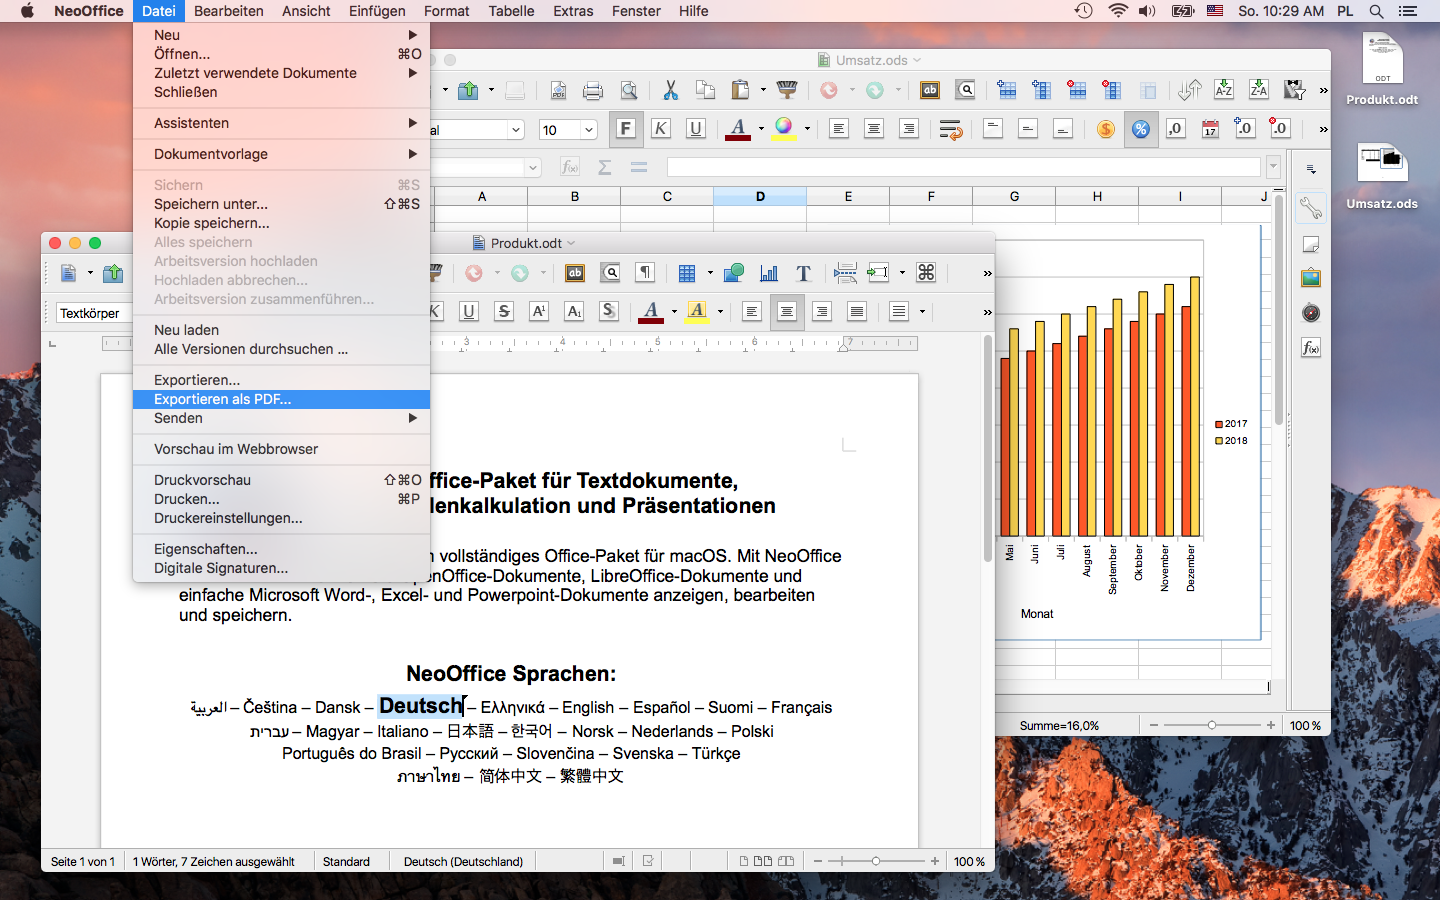 NeoOffice Datei Bearbeiten Ansicht Einfügen Format Tabelle Extras Fenster Hilfe So. 10:29 AM PL
Neu
Öffnen... ⌘O
Zuletzt verwendete Dokumente
Schließen
Assistenten
Dokumentvorlage
Sichern ⌘S
Speichern unter... ⇧⌘S
Kopie speichern...
Alles speichern
Arbeitsversion hochladen
Hochladen abbrechen...
Arbeitsversion zusammenführen...
Neu laden
Alle Versionen durchsuchen ...
Exportieren...
Exportieren als PDF...
Senden
Vorschau im Webbrowser
Druckvorschau ⇧⌘O
Drucken... ⌘P
Druckereinstellungen...
Eigenschaften...
Digitale Signaturen...
Umsatz.ods
10 F K U A
A B C D E F G H I J
2017
2018
Mai Juni Juli August September Oktober November Dezember
Monat
Summe=16,0% 100 %
ODT
Produkt.odt
Umsatz.ods
Produkt.odt
Textkörper
3 4 5 6 7
ffice-Paket für Textdokumente,
lenkalkulation und Präsentationen
n vollständiges Office-Paket für macOS. Mit NeoOffice
penOffice-Dokumente, LibreOffice-Dokumente und
einfache Microsoft Word-, Excel- und Powerpoint-Dokumente anzeigen, bearbeiten
und speichern.
NeoOffice Sprachen:
العربية – Čeština – Dansk – Deutsch – Ελληνικά – English – Español – Suomi – Français
עברית – Magyar – Italiano – 日本語 – 한국어 – Norsk – Nederlands – Polski
Português do Brasil – Русский – Slovenčina – Svenska – Türkçe
ภาษาไทย – 简体中文 – 繁體中文
Seite 1 von 1 1 Wörter, 7 Zeichen ausgewählt Standard Deutsch (Deutschland) 100 %